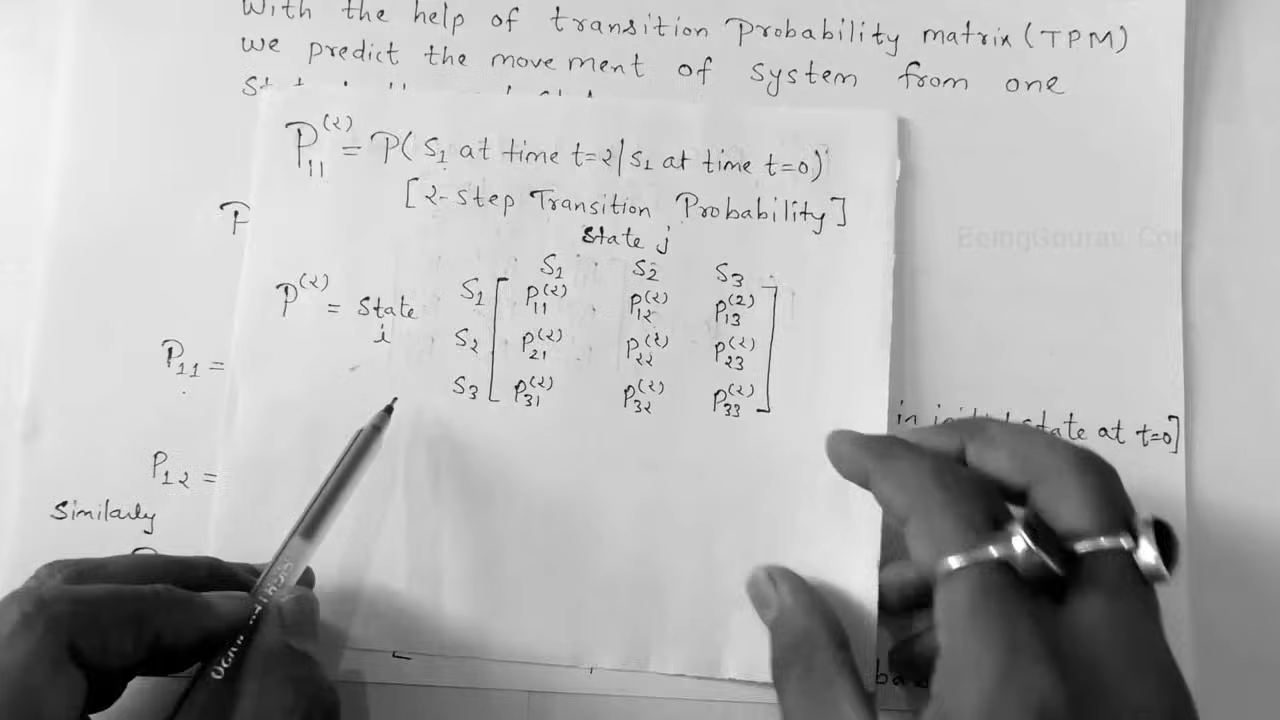 With the help of transition Probability matrix (TPM)
we predict the movement of system from one
P₁₁⁽²⁾ = P( S₁ at time t=2 | S₁ at time t=0)
[2-step Transition Probability]
P
State j
S₁ S₂ S₃
P⁽²⁾ = State i
S₁ P₁₁⁽²⁾ P₁₂⁽²⁾ P₁₃⁽²⁾
S₂ P₂₁⁽²⁾ P₂₂⁽²⁾ P₂₃⁽²⁾
S₃ P₃₁⁽²⁾ P₃₂⁽²⁾ P₃₃⁽²⁾
P₁₁ =
state at t=0]
P₁₂ =
Similarly